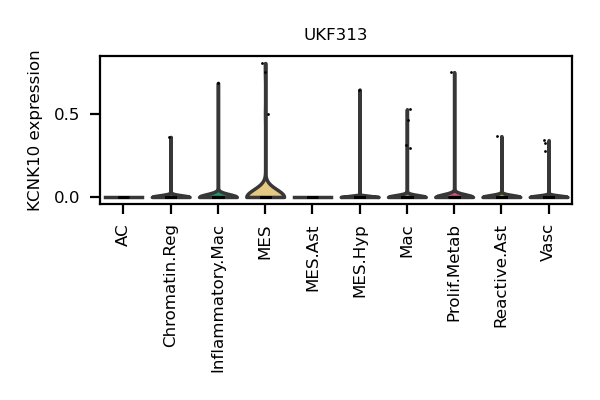 UKF313
KCNK10 expression
0.5
0.0
AC
Chromatin.Reg
Inflammatory.Mac
MES
MES.Ast
MES.Hyp
Mac
Prolif.Metab
Reactive.Ast
Vasc